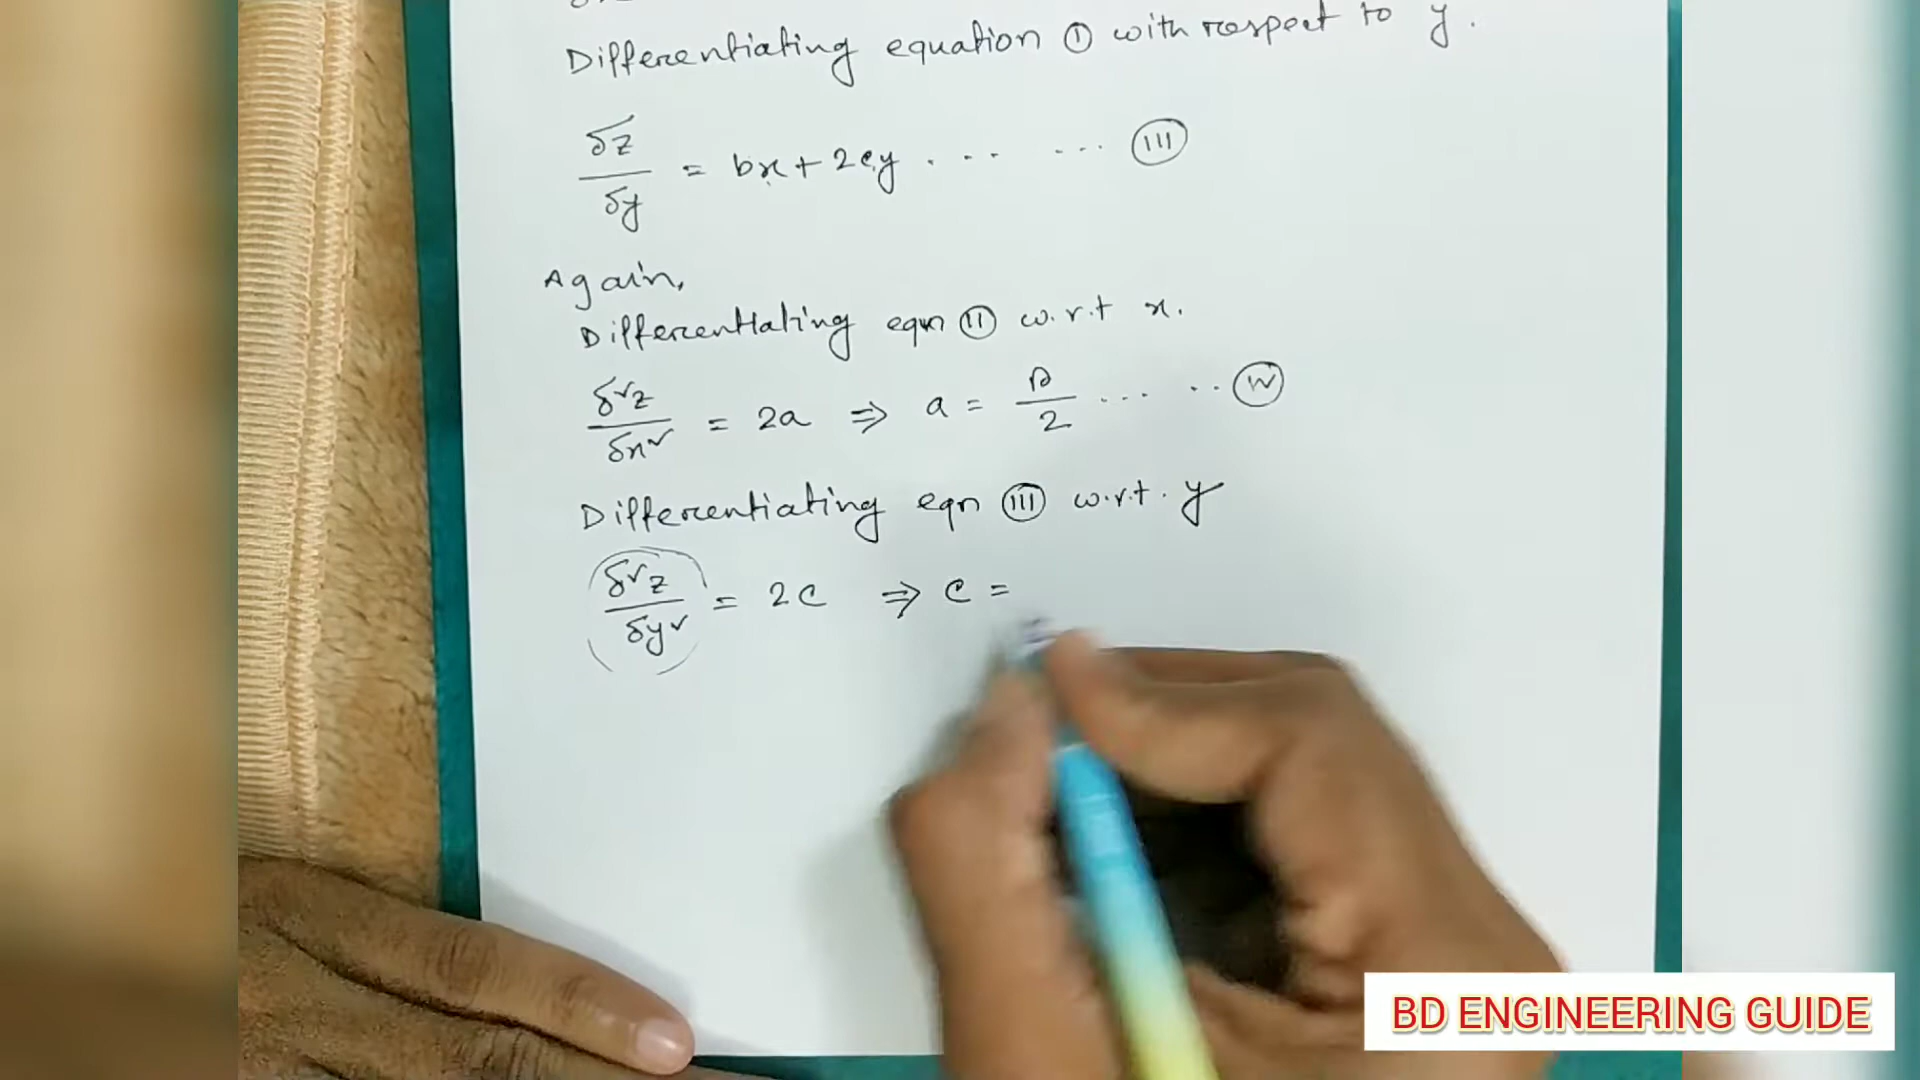 Differentiating equation ① with respect to y.
δz/δy = bx + 2cy . . . . . . . (III)
Again,
Differentiating eqn (II) w.r.t x.
δ²z/δx² = 2a ⇒ a = /2 . . . . . (IV)
Differentiating eqn (III) w.r.t. y
δ²z/δy² = 2c ⇒ c =
BD ENGINEERING GUIDE